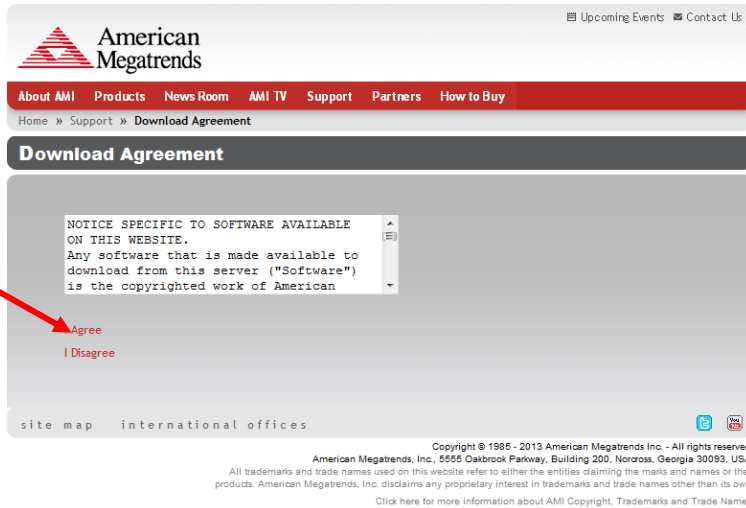 Upcoming Events Contact Us
American
Megatrends
About AMI Products News Room AMI TV Support Partners How to Buy
Home » Support » Download Agreement
Download Agreement
NOTICE SPECIFIC TO SOFTWARE AVAILABLE
ON THIS WEBSITE.
Any software that is made available to
download from this server ("Software")
is the copyrighted work of American
Agree
I Disagree
site map international offices
You
Copyright © 1985 - 2013 American Megatrends Inc. - All rights reserve
American Megatrends, Inc., 5555 Oakbrook Parkway, Building 200, Norcross, Georgia 30093, USA
All trademarks and trade names used on this website refer to either the entities claiming the marks and names or the
products. American Megatrends, Inc. disclaims any proprietary interest in trademarks and trade names other than its ow
Click here for more information about AMI Copyright, Trademarks and Trade Name